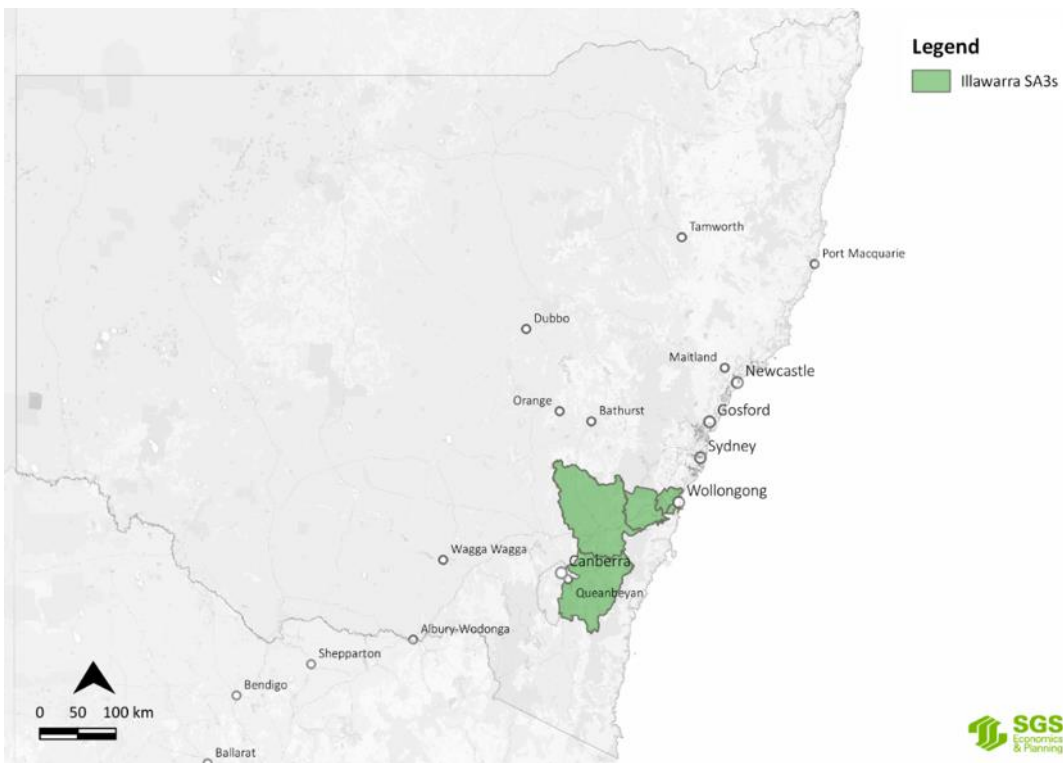 Legend
Illawarra SA3s
Tamworth
Port Macquarie
Dubbo
Maitland
Newcastle
Orange
Bathurst
Gosford
Sydney
Wollongong
Wagga Wagga
Canberra
Queanbeyan
Albury-Wodonga
Shepparton
Bendigo
0 50 100 km
Ballarat
SGS
Economics
& Planning